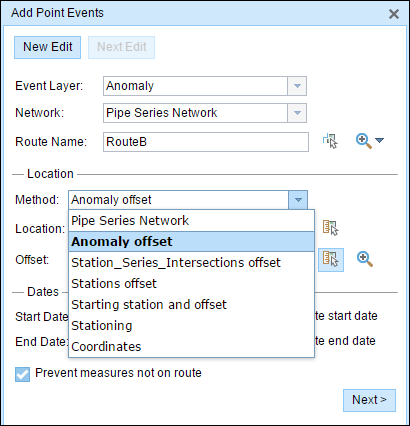 Add Point Events
New Edit
Next Edit
Event Layer: Anomaly
Network: Pipe Series Network
Route Name: RouteB
Location
Method: Anomaly offset
Pipe Series Network
Location: Anomaly offset
Offset: Station_Series_Intersections offset
Stations offset
Dates
Starting station and offset
Start Date: Stationing te start date
End Date: Coordinates te end date
Prevent measures not on route
Next >